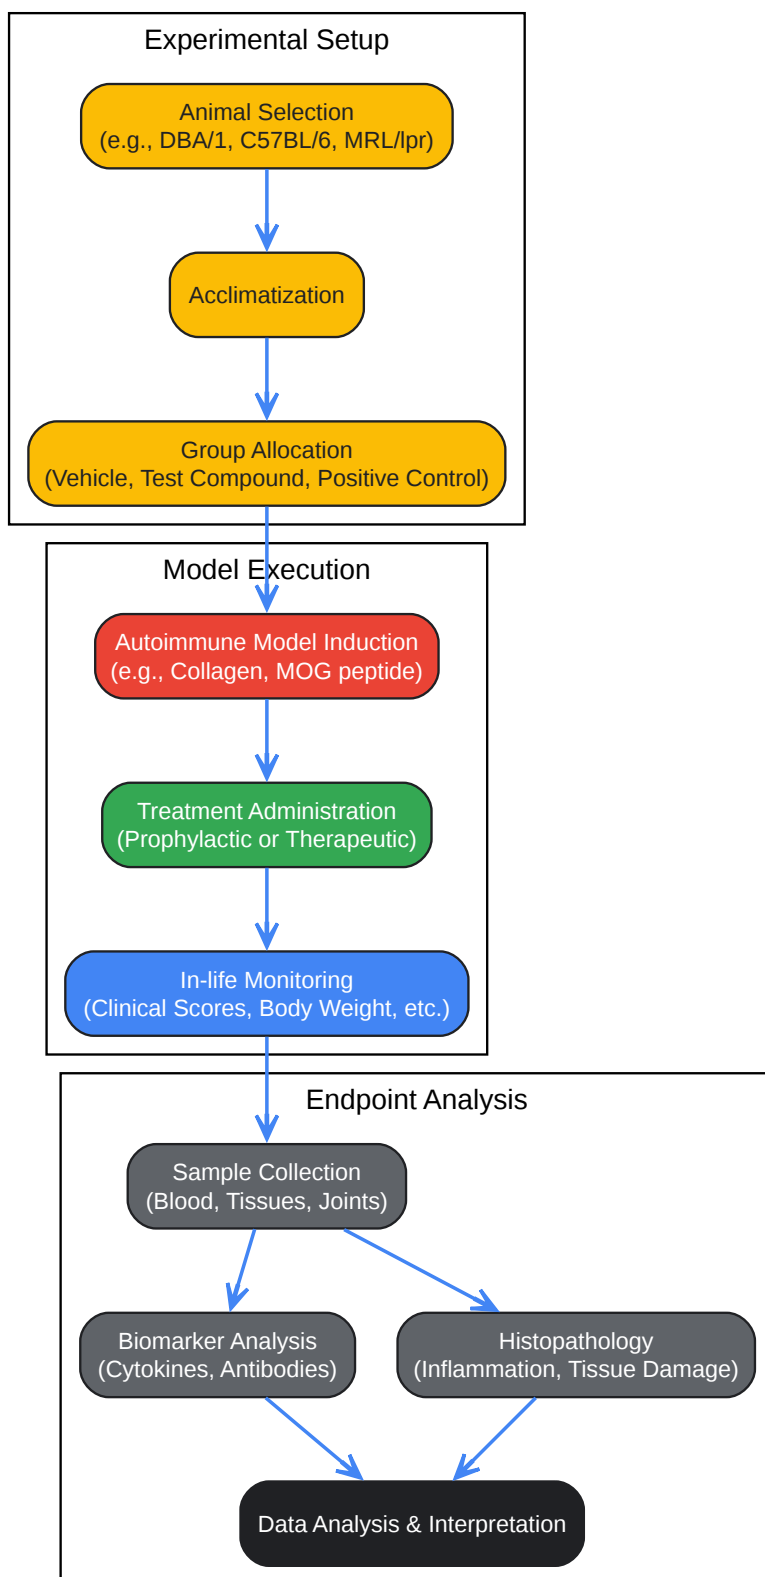 Experimental Setup
Animal Selection
(e.g., DBA/1, C57BL/6, MRL/lpr)
Acclimatization
Group Allocation
(Vehicle, Test Compound, Positive Control)
Model Execution
Autoimmune Model Induction
(e.g., Collagen, MOG peptide)
Treatment Administration
(Prophylactic or Therapeutic)
In-life Monitoring
(Clinical Scores, Body Weight, etc.)
Endpoint Analysis
Sample Collection
(Blood, Tissues, Joints)
Biomarker Analysis
(Cytokines, Antibodies)
Histopathology
(Inflammation, Tissue Damage)
Data Analysis & Interpretation